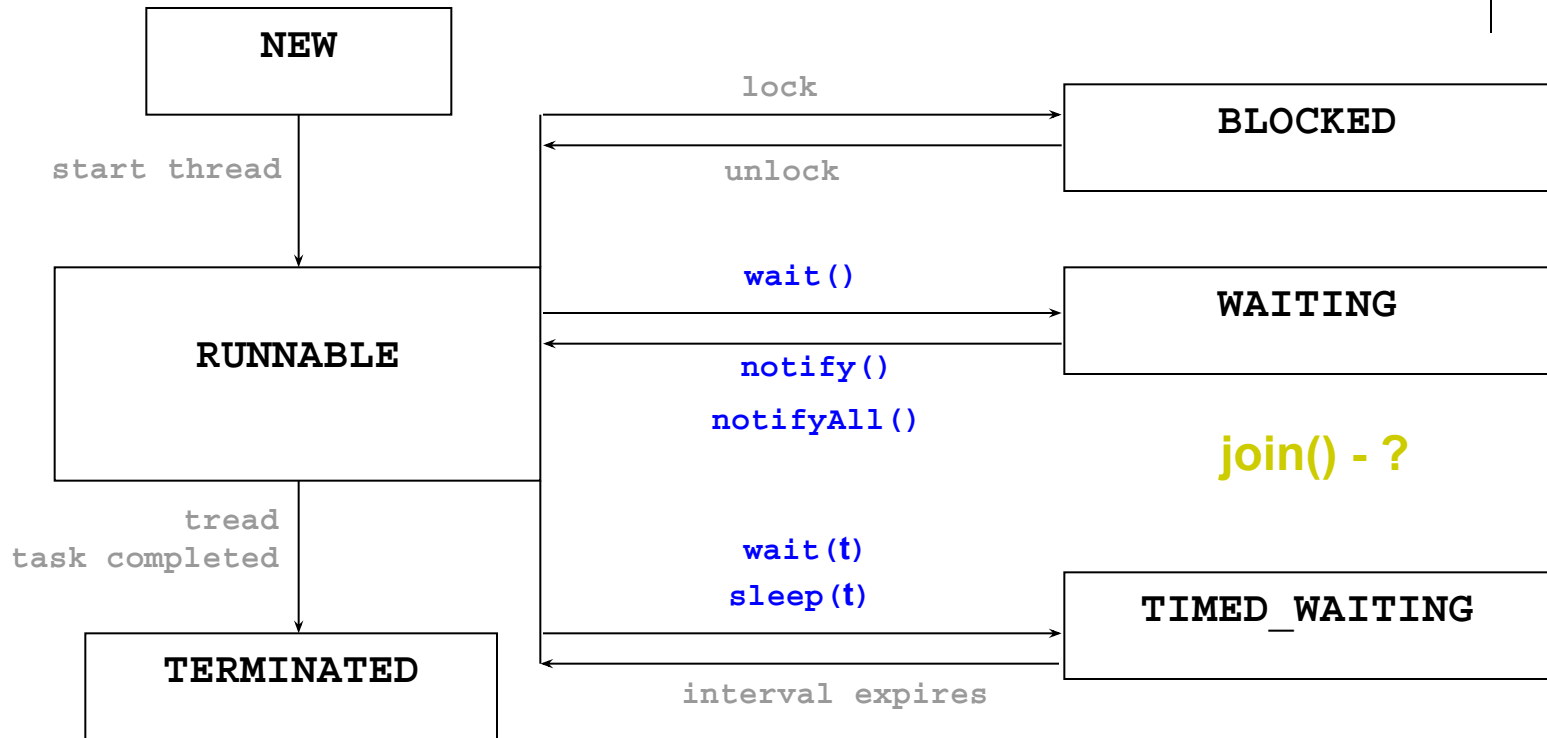 NEW
lock
BLOCKED
start thread
unlock
wait()
WAITING
RUNNABLE
notify()
notifyAll()
join() - ?
tread
task completed
wait(t)
sleep(t)
TIMED_WAITING
TERMINATED
interval expires